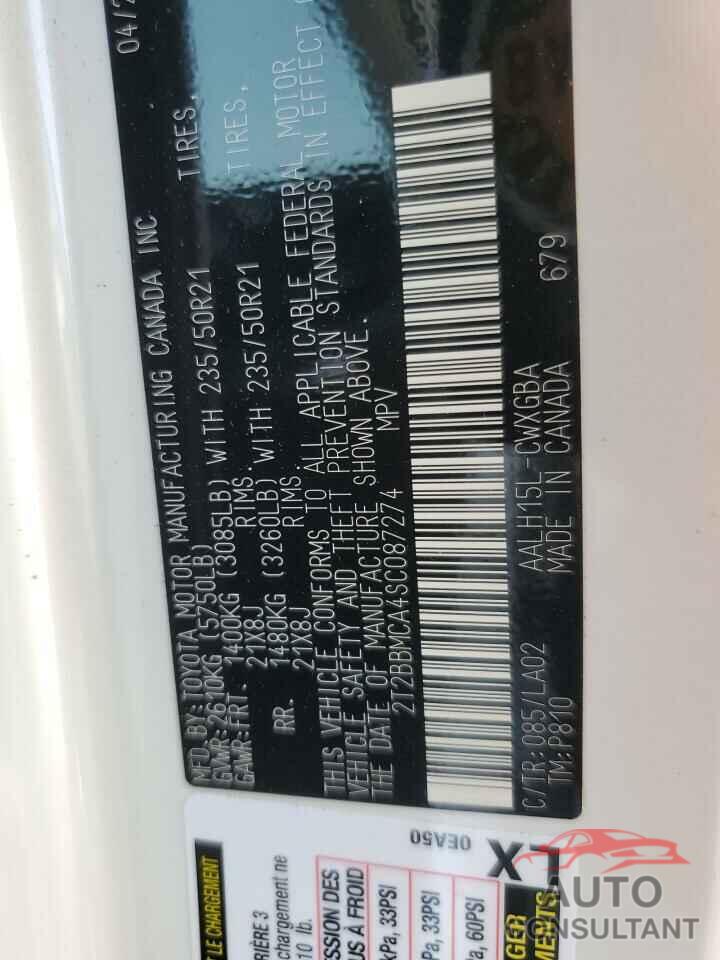 MFD.BY:TOYOTA MOTOR MANUFACTURING CANADA INC 04/2
GVWR:2610KG (5750LB)
GAWR:FRT. 1400KG (3085LB) WITH 235/50R21 TIRES,
21X8J RIMS.
RR. 1480KG (3260LB) WITH 235/50R21 TIRES,
21X8J RIMS.
THIS VEHICLE CONFORMS TO ALL APPLICABLE FEDERAL MOTOR
VEHICLE SAFETY AND THEFT PREVENTION STANDARDS IN EFFECT
THE DATE OF MANUFACTURE SHOWN ABOVE.
2T2BBMCA4SC087274 MPV
C/TR:085/LA02 AALH15L-CWXGBA 679
TM:P810 MADE IN CANADA
LE CHARGEMENT
RIÈRE 3
chargement ne
10 lb.
SSION DES
US À FROID
kPa, 33PSI
Pa, 33PSI
Pa, 60PSI
0EA50
LX
GER
MENTS
AUTO
CONSULTANT